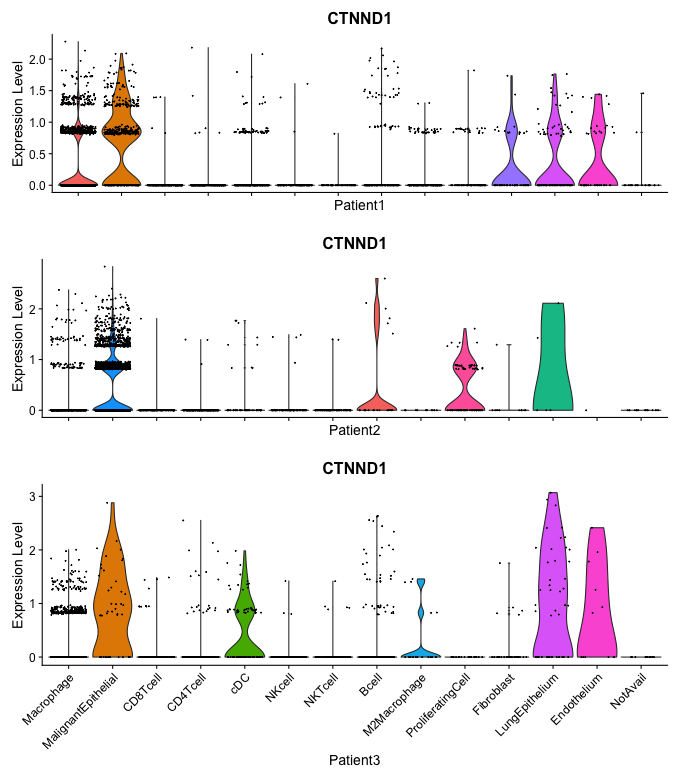 CTNND1
Expression Level
2.0
1.5
1.0
0.5
0.0
Patient1
CTNND1
Expression Level
2
1
0
Patient2
CTNND1
Expression Level
3
2
1
0
Macrophage
MalignantEpithelial
CD8Tcell
CD4Tcell
cDC
NKcell
NKTcell
Bcell
M2Macrophage
ProliferatingCell
Fibroblast
LungEpithelium
Endothelium
NotAvail
Patient3